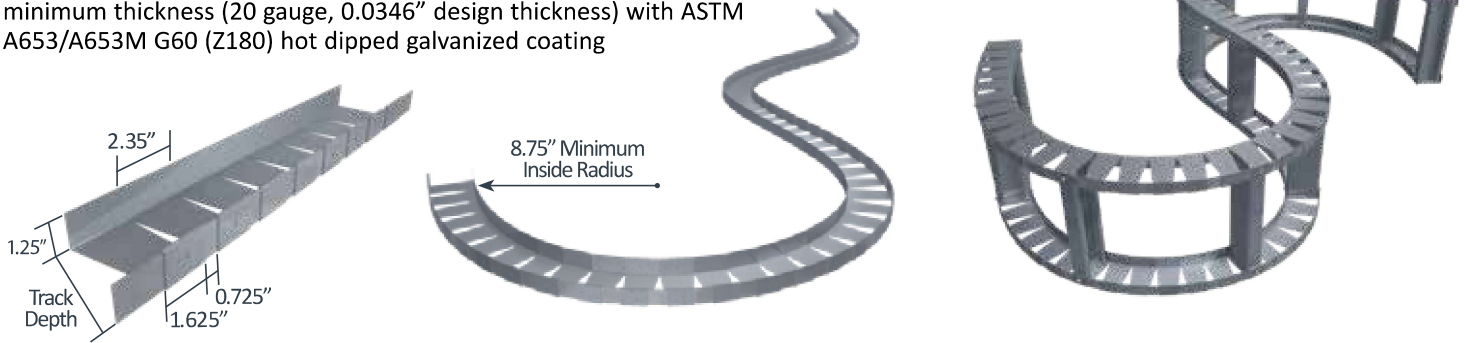 minimum thickness (20 gauge, 0.0346” design thickness) with ASTM
A653/A653M G60 (Z180) hot dipped galvanized coating
2.35”
8.75” Minimum
Inside Radius
1.25”
Track
Depth
0.725”
1.625”